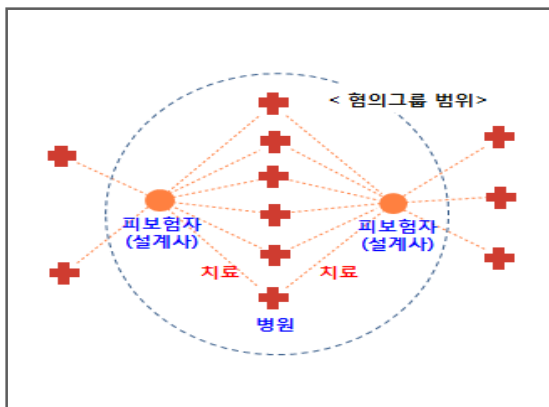 < 혐의그룹 범위>
피보험자
(설계사)
피보험자
(설계사)
치료
치료
병원